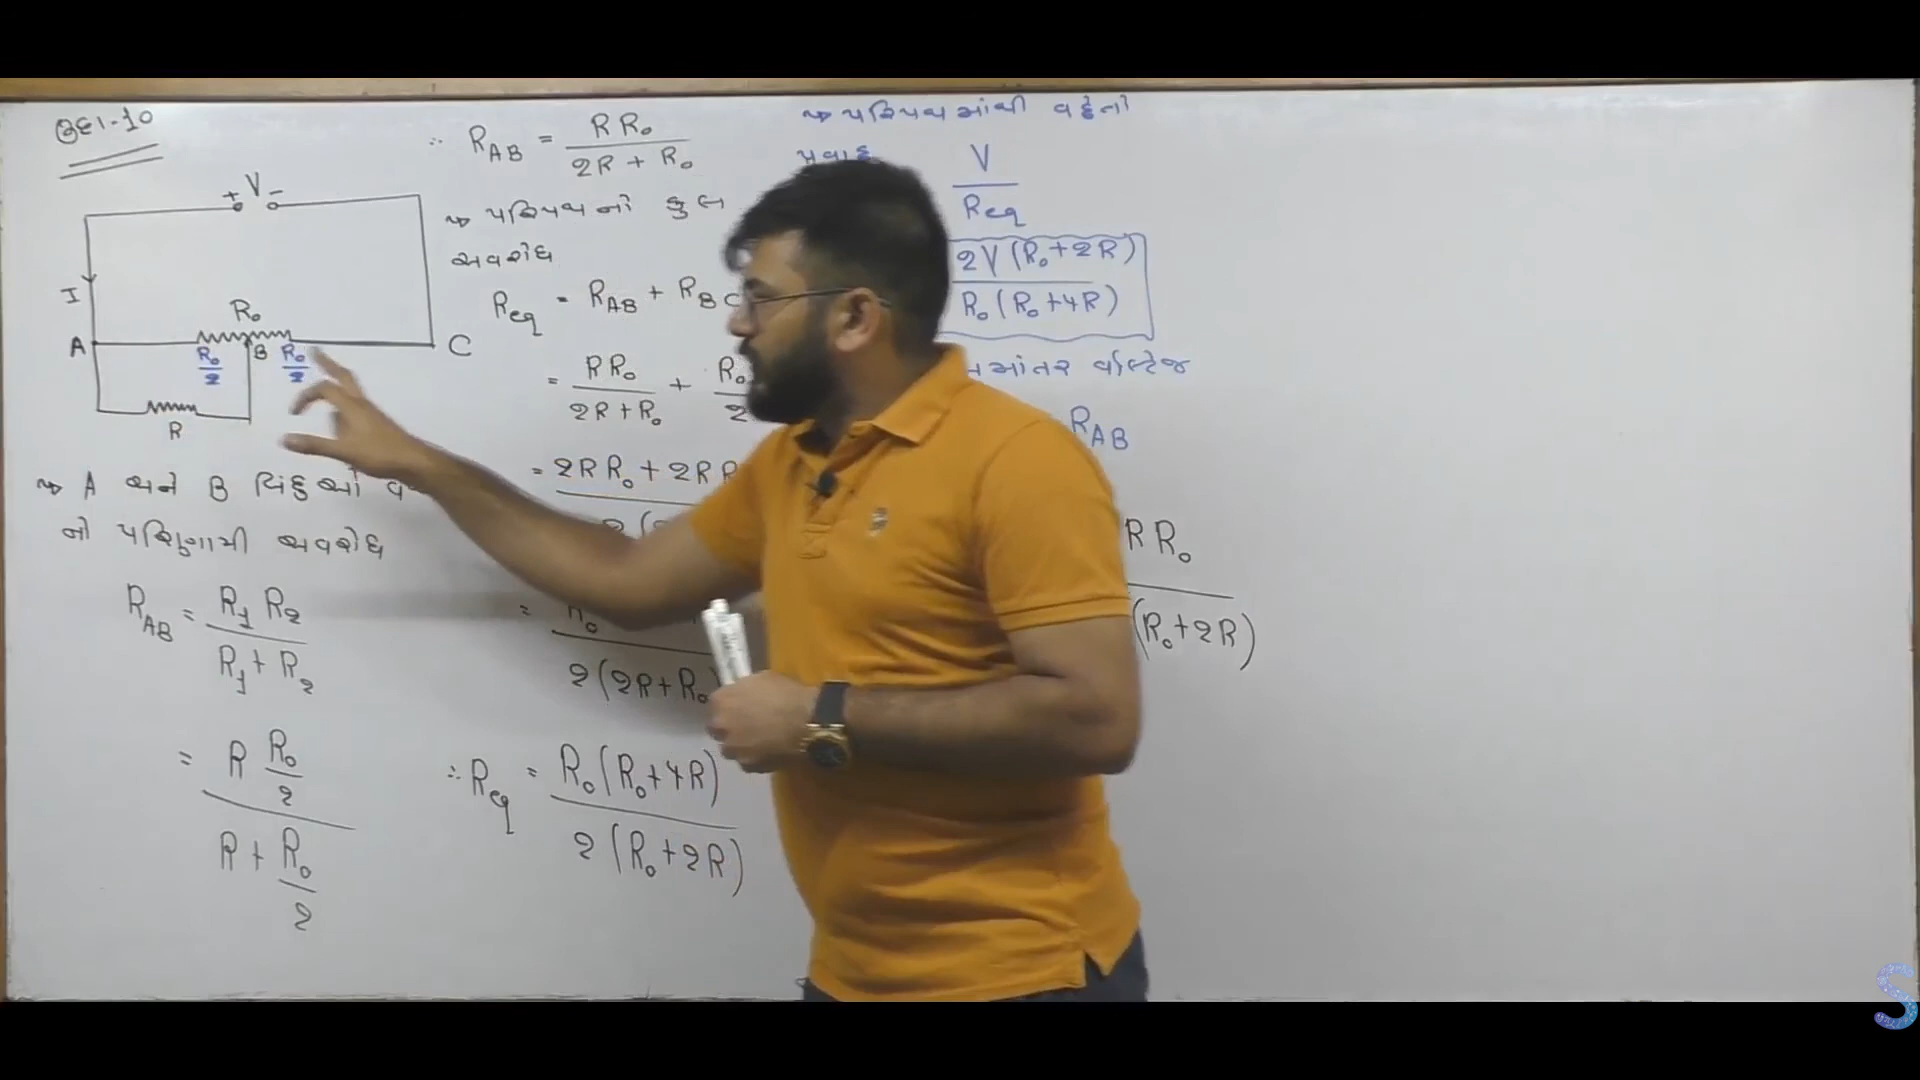 ઉદા-10
+ V -
I
R₀
A
R₀/2 B R₀/2
C
R
⇝ A અને B બિંદુઓ
નો પરિણામી અવરોધ
R_AB = R₁ R₂ / R₁ + R₂
= R R₀/2 / R + R₀/2
∴ R_AB = R R₀ / 2R + R₀
⇝ પરિપથનો કુલ
અવરોધ
R_eq = R_AB + R_BC
= R R₀ / 2R + R₀ + R₀ / 2
= 2R R₀ + 2R R
2 (2R + R₀
∴ R_eq = R₀ (R₀ + 4R) / 2 (R₀ + 2R)
⇝ પરિપથમાંથી વહેતો
પ્રવાહ V / R_eq
2V (R₀ + 2R) / R₀ (R₀ + 4R)
વોલ્ટેજ
R_AB
R R₀
(R₀ + 2R)
S